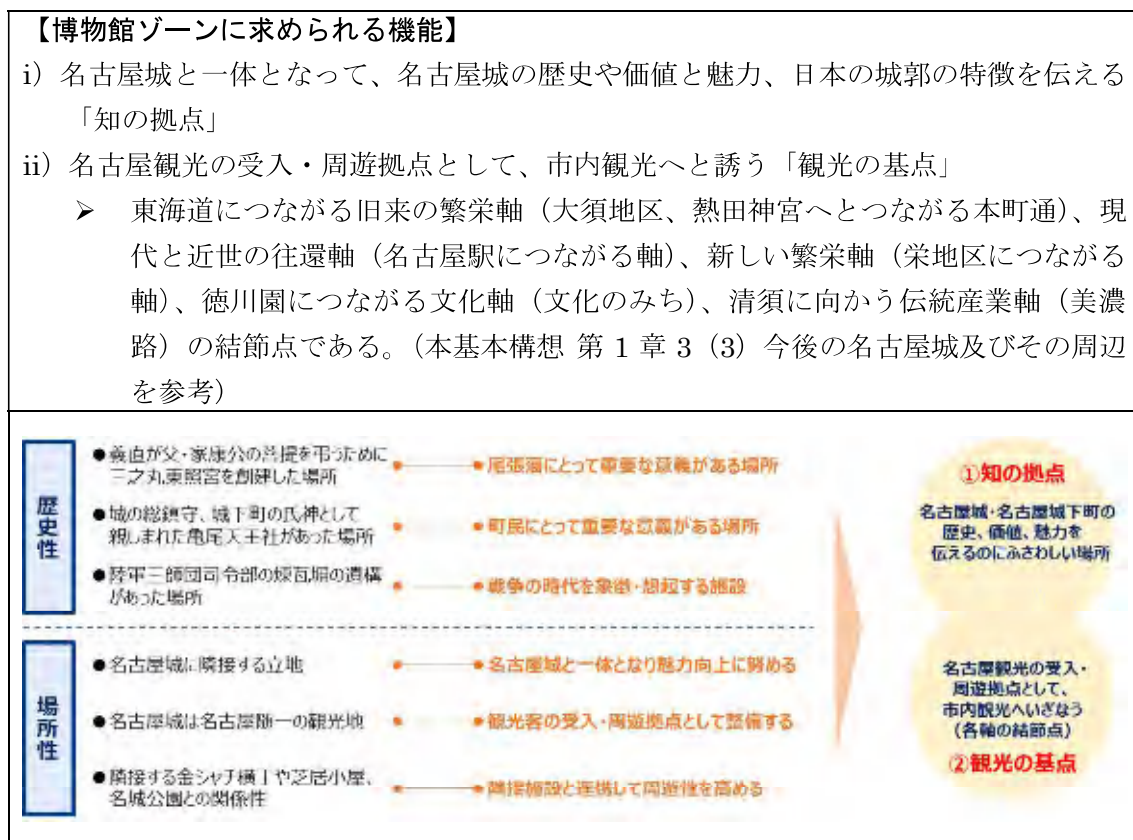 【博物館ゾーンに求められる機能】
i）名古屋城と一体となって、名古屋城の歴史や価値と魅力、日本の城郭の特徴を伝える
「知の拠点」
ii）名古屋観光の受入・周遊拠点として、市内観光へと誘う「観光の基点」
➢ 東海道につながる旧来の繁栄軸（大須地区、熱田神宮へとつながる本町通）、現
代と近世の往還軸（名古屋駅につながる軸）、新しい繁栄軸（栄地区につながる
軸）、徳川園につながる文化軸（文化のみち）、清須に向かう伝統産業軸（美濃
路）の結節点である。（本基本構想 第 1 章 3（3）今後の名古屋城及びその周辺
を参考）
歴史性
●義直が父・家康公の菩提を弔うために
三之丸東照宮を創建した場所
●尾張藩にとって重要な意義がある場所
●城の総鎮守、城下町の氏神として
親しまれた亀尾天王社があった場所
●町民にとって重要な意義がある場所
●陸軍三師団司令部の煉瓦塀の遺構
があった場所
●戦争の時代を象徴・想起する施設
場所性
●名古屋城に隣接する立地
●名古屋城と一体となり魅力向上に努める
●名古屋城は名古屋随一の観光地
●観光客の受入・周遊拠点として整備する
●隣接する金シャチ横丁や芝居小屋、
名城公園との関係性
●隣接施設と連携して周遊性を高める
①知の拠点
名古屋城・名古屋城下町の
歴史、価値、魅力を
伝えるのにふさわしい場所
名古屋観光の受入・
周遊拠点として、
市内観光へいざなう
（各軸の結節点）
②観光の基点